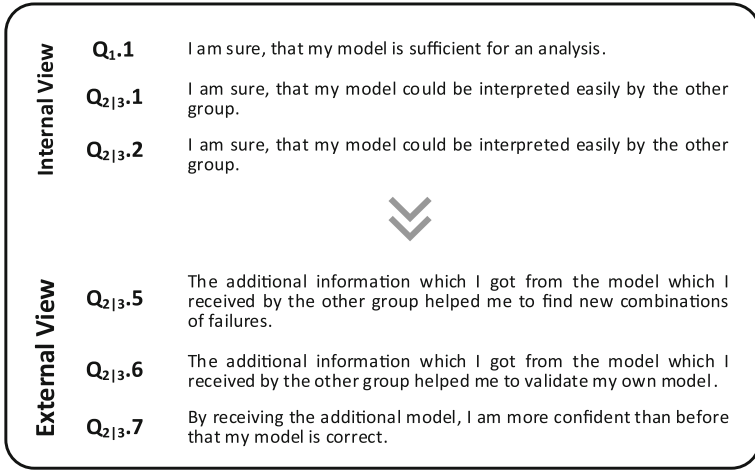 Internal View
Q₁.1 I am sure, that my model is sufficient for an analysis.
Q₂|₃.1 I am sure, that my model could be interpreted easily by the other
group.
Q₂|₃.2 I am sure, that my model could be interpreted easily by the other
group.
External View
Q₂|₃.5 The additional information which I got from the model which I
received by the other group helped me to find new combinations
of failures.
Q₂|₃.6 The additional information which I got from the model which I
received by the other group helped me to validate my own model.
Q₂|₃.7 By receiving the additional model, I am more confident than before
that my model is correct.